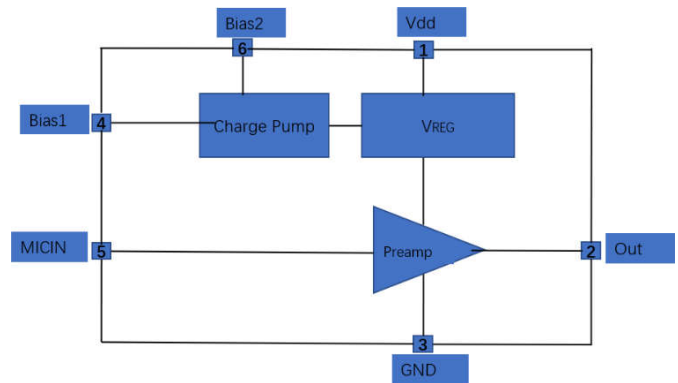 Bias2
Vdd
6
1
Bias1
4
Charge Pump
VREG
MICIN
5
Preamp
2
Out
3
GND